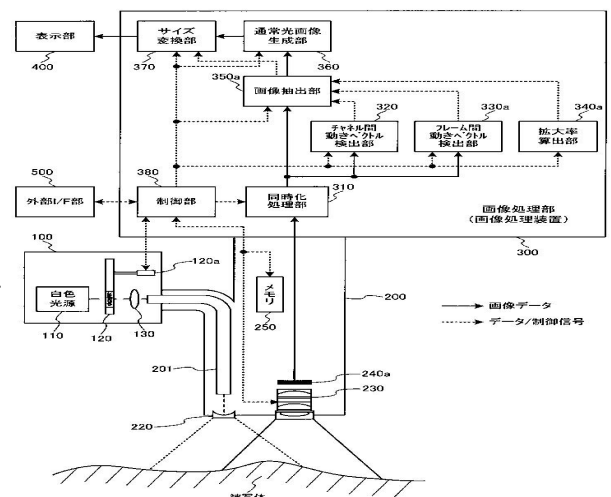 表示部
400
サイズ
変換部
370
通常光画像
生成部
360
350a
画像抽出部
320
チャネル間
動きベクトル
検出部
330a
フレーム間
動きベクトル
検出部
340a
拡大率
算出部
500
外部I/F部
380
制御部
310
同時化
処理部
画像処理部
(画像処理装置)
300
100
120a
白色
光源
110
120
130
メモリ
250
200
画像データ
データ/制御信号
201
240a
230
220
被写体